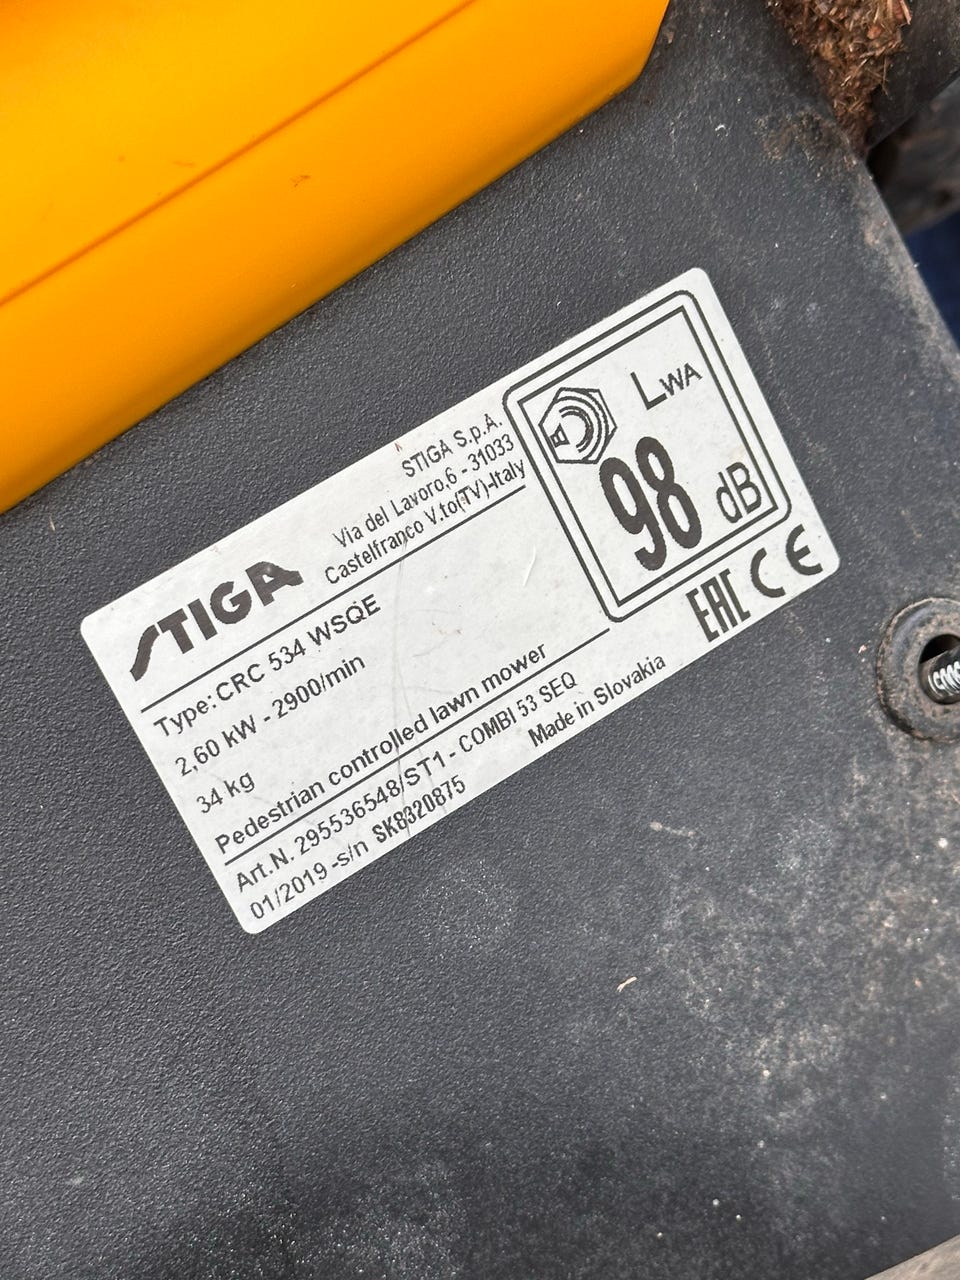 STIGA
STIGA S.p.A.
Via del Lavoro,6 - 31033
Castelfranco V.to(TV)-Italy
Type: CRC 534 WSQE
2,60 kW - 2900/min
34 kg
Pedestrian controlled lawn mower
Art.N. 295536548/ST1 - COMBI 53 SEQ
01/2019 -s/n SK8320875
Made in Slovakia
LWA
98 dB
EAC CE